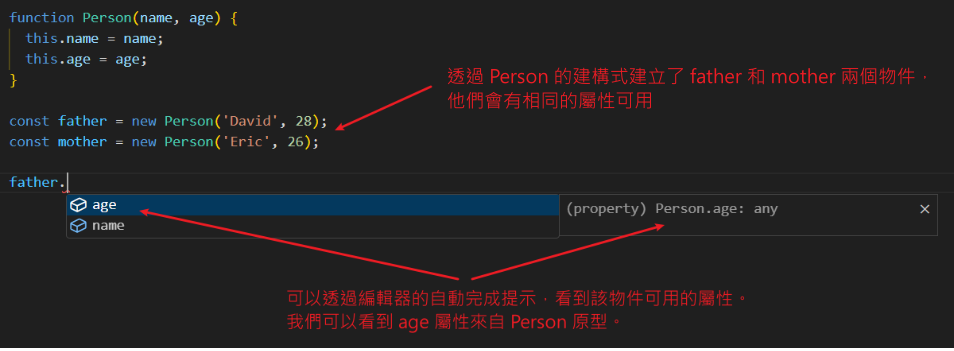 function Person(name, age) {
this.name = name;
this.age = age;
}
透過 Person 的建構式建立了 father 和 mother 兩個物件，
他們會有相同的屬性可用
const father = new Person('David', 28);
const mother = new Person('Eric', 26);
father.
age
(property) Person.age: any
name
可以透過編輯器的自動完成提示，看到該物件可用的屬性。
我們可以看到 age 屬性來自 Person 原型。